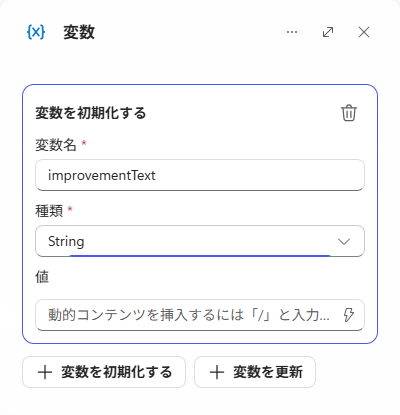 {x} 変数
変数を初期化する
変数名 *
improvementText
種類 *
String
値
動的コンテンツを挿入するには「/」と入力...
変数を初期化する 変数を更新